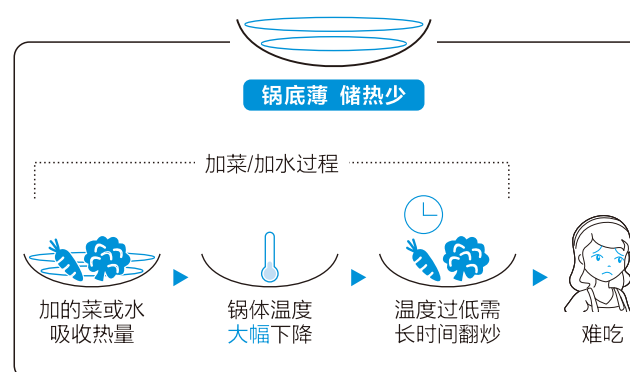 锅底薄 储热少
加菜/加水过程
加的菜或水
吸收热量
锅体温度
大幅下降
温度过低需
长时间翻炒
难吃